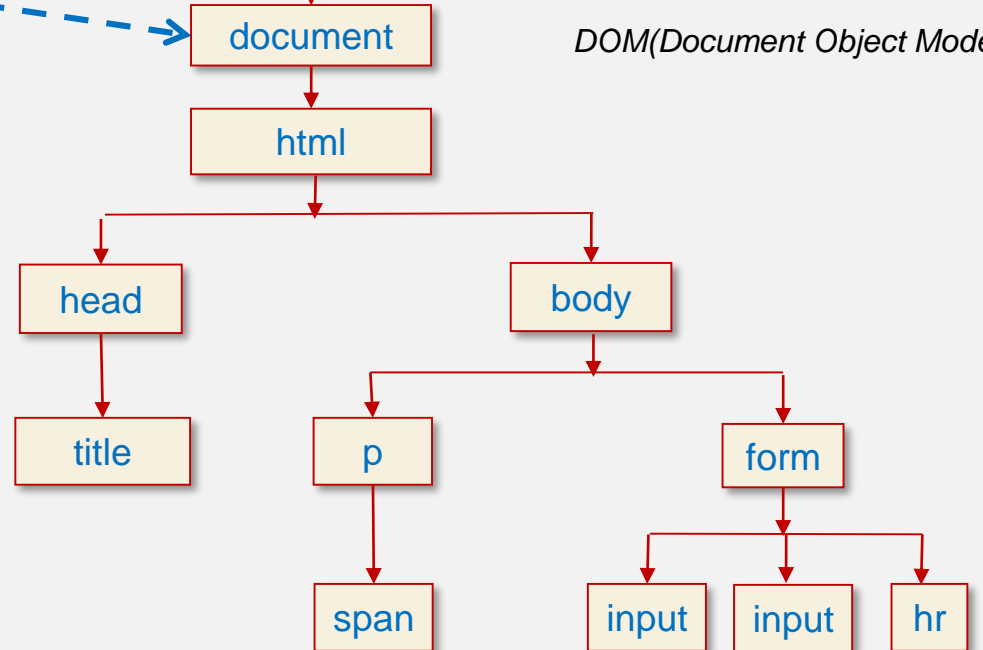 document
DOM(Document Object Mode
html
head
body
title
p
form
span
input
input
hr